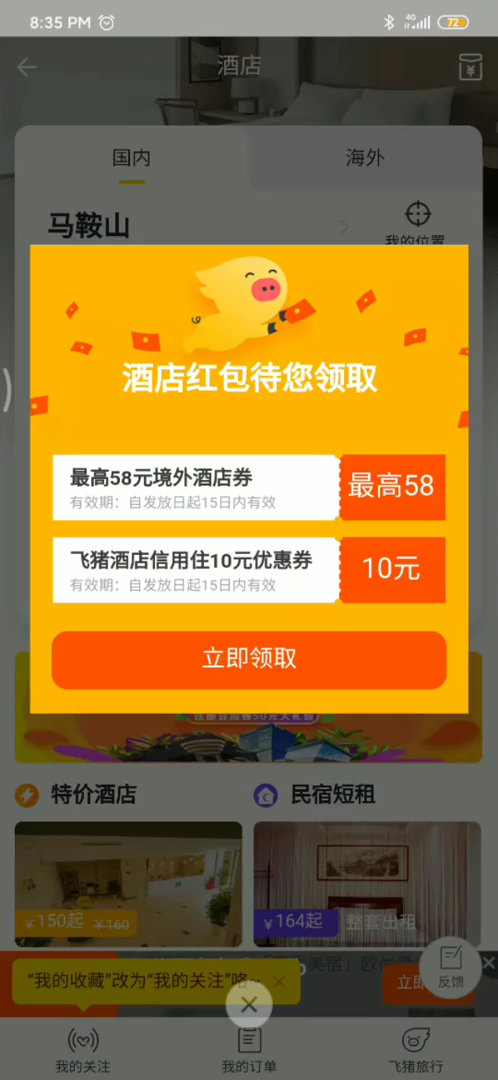 8:35 PM
4G
72
酒店
国内
海外
马鞍山
我的位置
酒店红包待您领取
最高58元境外酒店券
有效期：自发放日起15日内有效
最高58
飞猪酒店信用住10元优惠券
有效期：自发放日起15日内有效
10元
立即领取
特价酒店
民宿短租
¥150起 ¥160
¥164起
整套出租
“我的收藏”改为“我的关注”咯~
立即
反馈
我的关注
我的订单
飞猪旅行